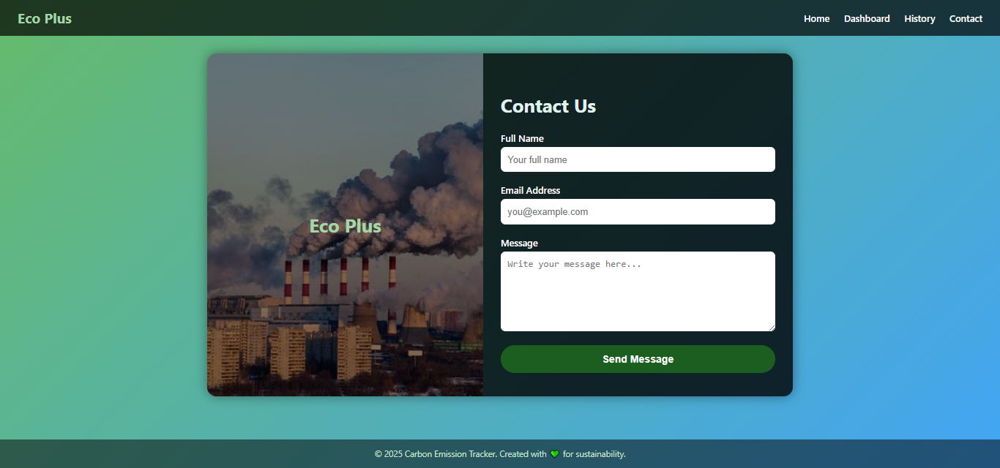 Eco Plus
Home Dashboard History Contact
Eco Plus
Contact Us
Full Name
Your full name
Email Address
you@example.com
Message
Write your message here...
Send Message
© 2025 Carbon Emission Tracker. Created with 💚 for sustainability.